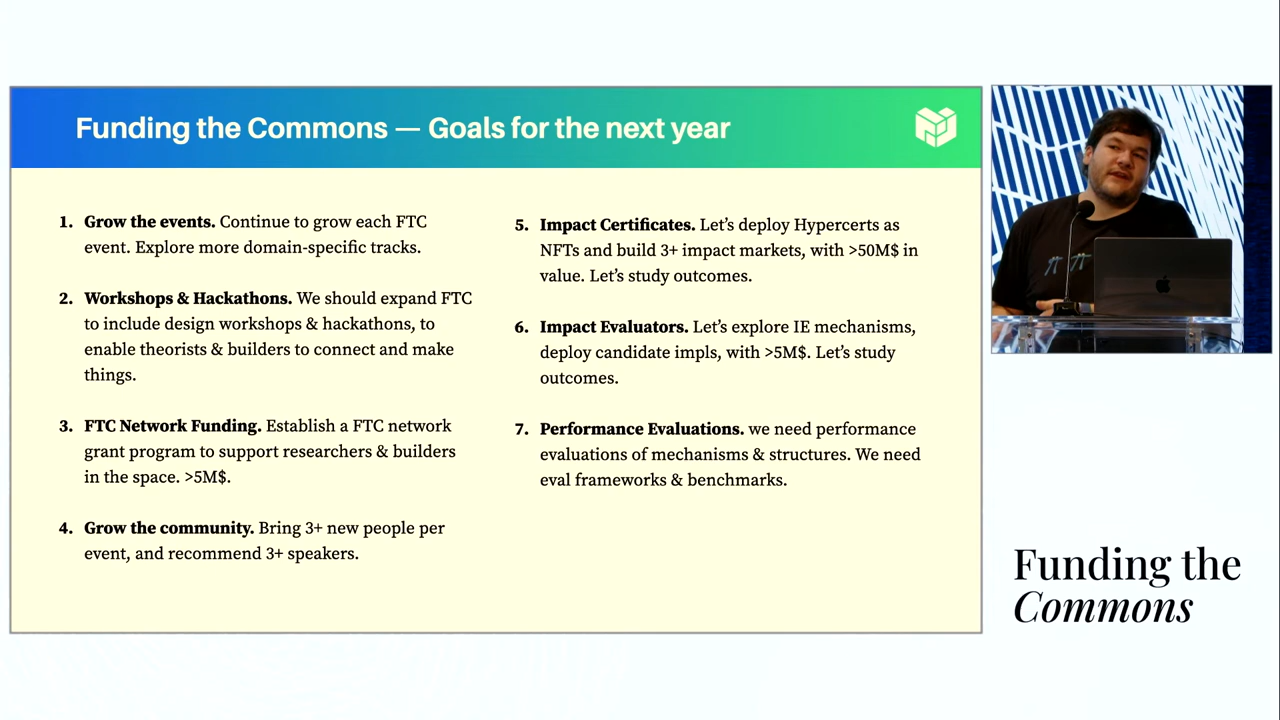 Funding the Commons — Goals for the next year
1. Grow the events. Continue to grow each FTC
event. Explore more domain-specific tracks.
2. Workshops & Hackathons. We should expand FTC
to include design workshops & hackathons, to
enable theorists & builders to connect and make
things.
3. FTC Network Funding. Establish a FTC network
grant program to support researchers & builders
in the space. >5M$.
4. Grow the community. Bring 3+ new people per
event, and recommend 3+ speakers.
5. Impact Certificates. Let’s deploy Hypercerts as
NFTs and build 3+ impact markets, with >50M$ in
value. Let’s study outcomes.
6. Impact Evaluators. Let’s explore IE mechanisms,
deploy candidate impls, with >5M$. Let’s study
outcomes.
7. Performance Evaluations. we need performance
evaluations of mechanisms & structures. We need
eval frameworks & benchmarks.
Funding the
Commons